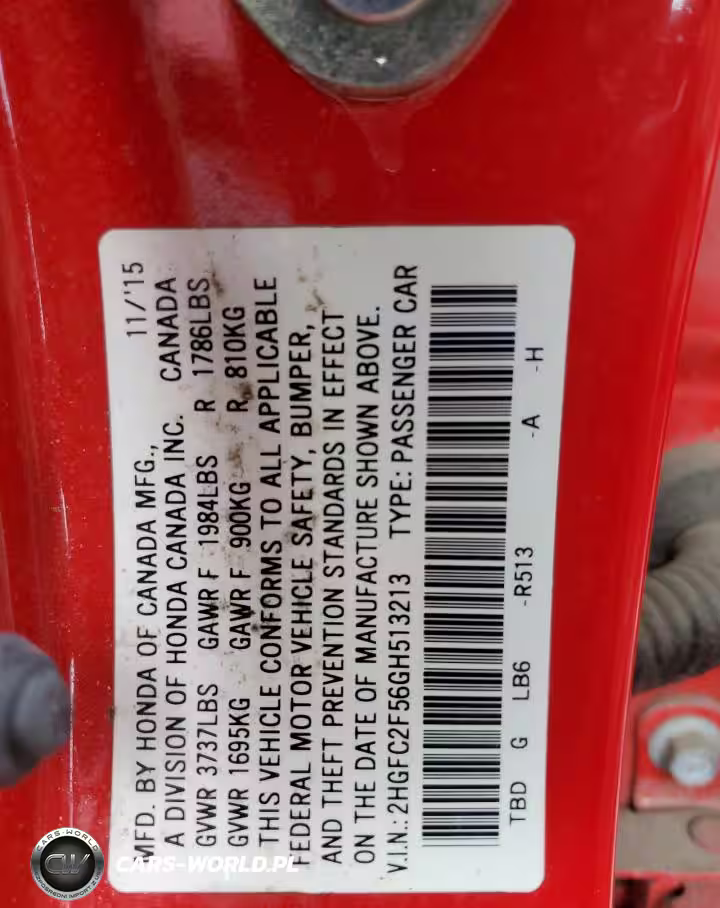 MFD. BY HONDA OF CANADA MFG., 11/'15
A DIVISION OF HONDA CANADA INC. CANADA
GVWR 3737LBS GAWR F 1984LBS R 1786LBS
GVWR 1695KG GAWR F 900KG R 810KG
THIS VEHICLE CONFORMS TO ALL APPLICABLE
FEDERAL MOTOR VEHICLE SAFETY, BUMPER,
AND THEFT PREVENTION STANDARDS IN EFFECT
ON THE DATE OF MANUFACTURE SHOWN ABOVE.
V.I.N.: 2HGFC2F56GH513213 TYPE: PASSENGER CAR
TBD G LB6 -R513 -A -H
CARS-WORLD
CW
CARS-WORLD.PL